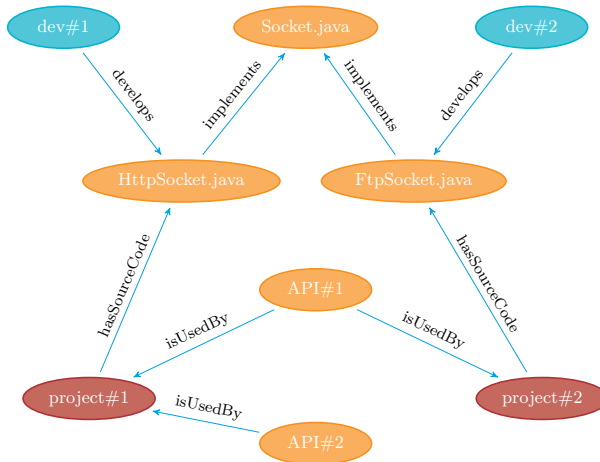 dev#1
Socket.java
dev#2
develops
implements
implements
develops
HttpSocket.java
FtpSocket.java
hasSourceCode
hasSourceCode
API#1
isUsedBy
isUsedBy
project#1
project#2
isUsedBy
API#2